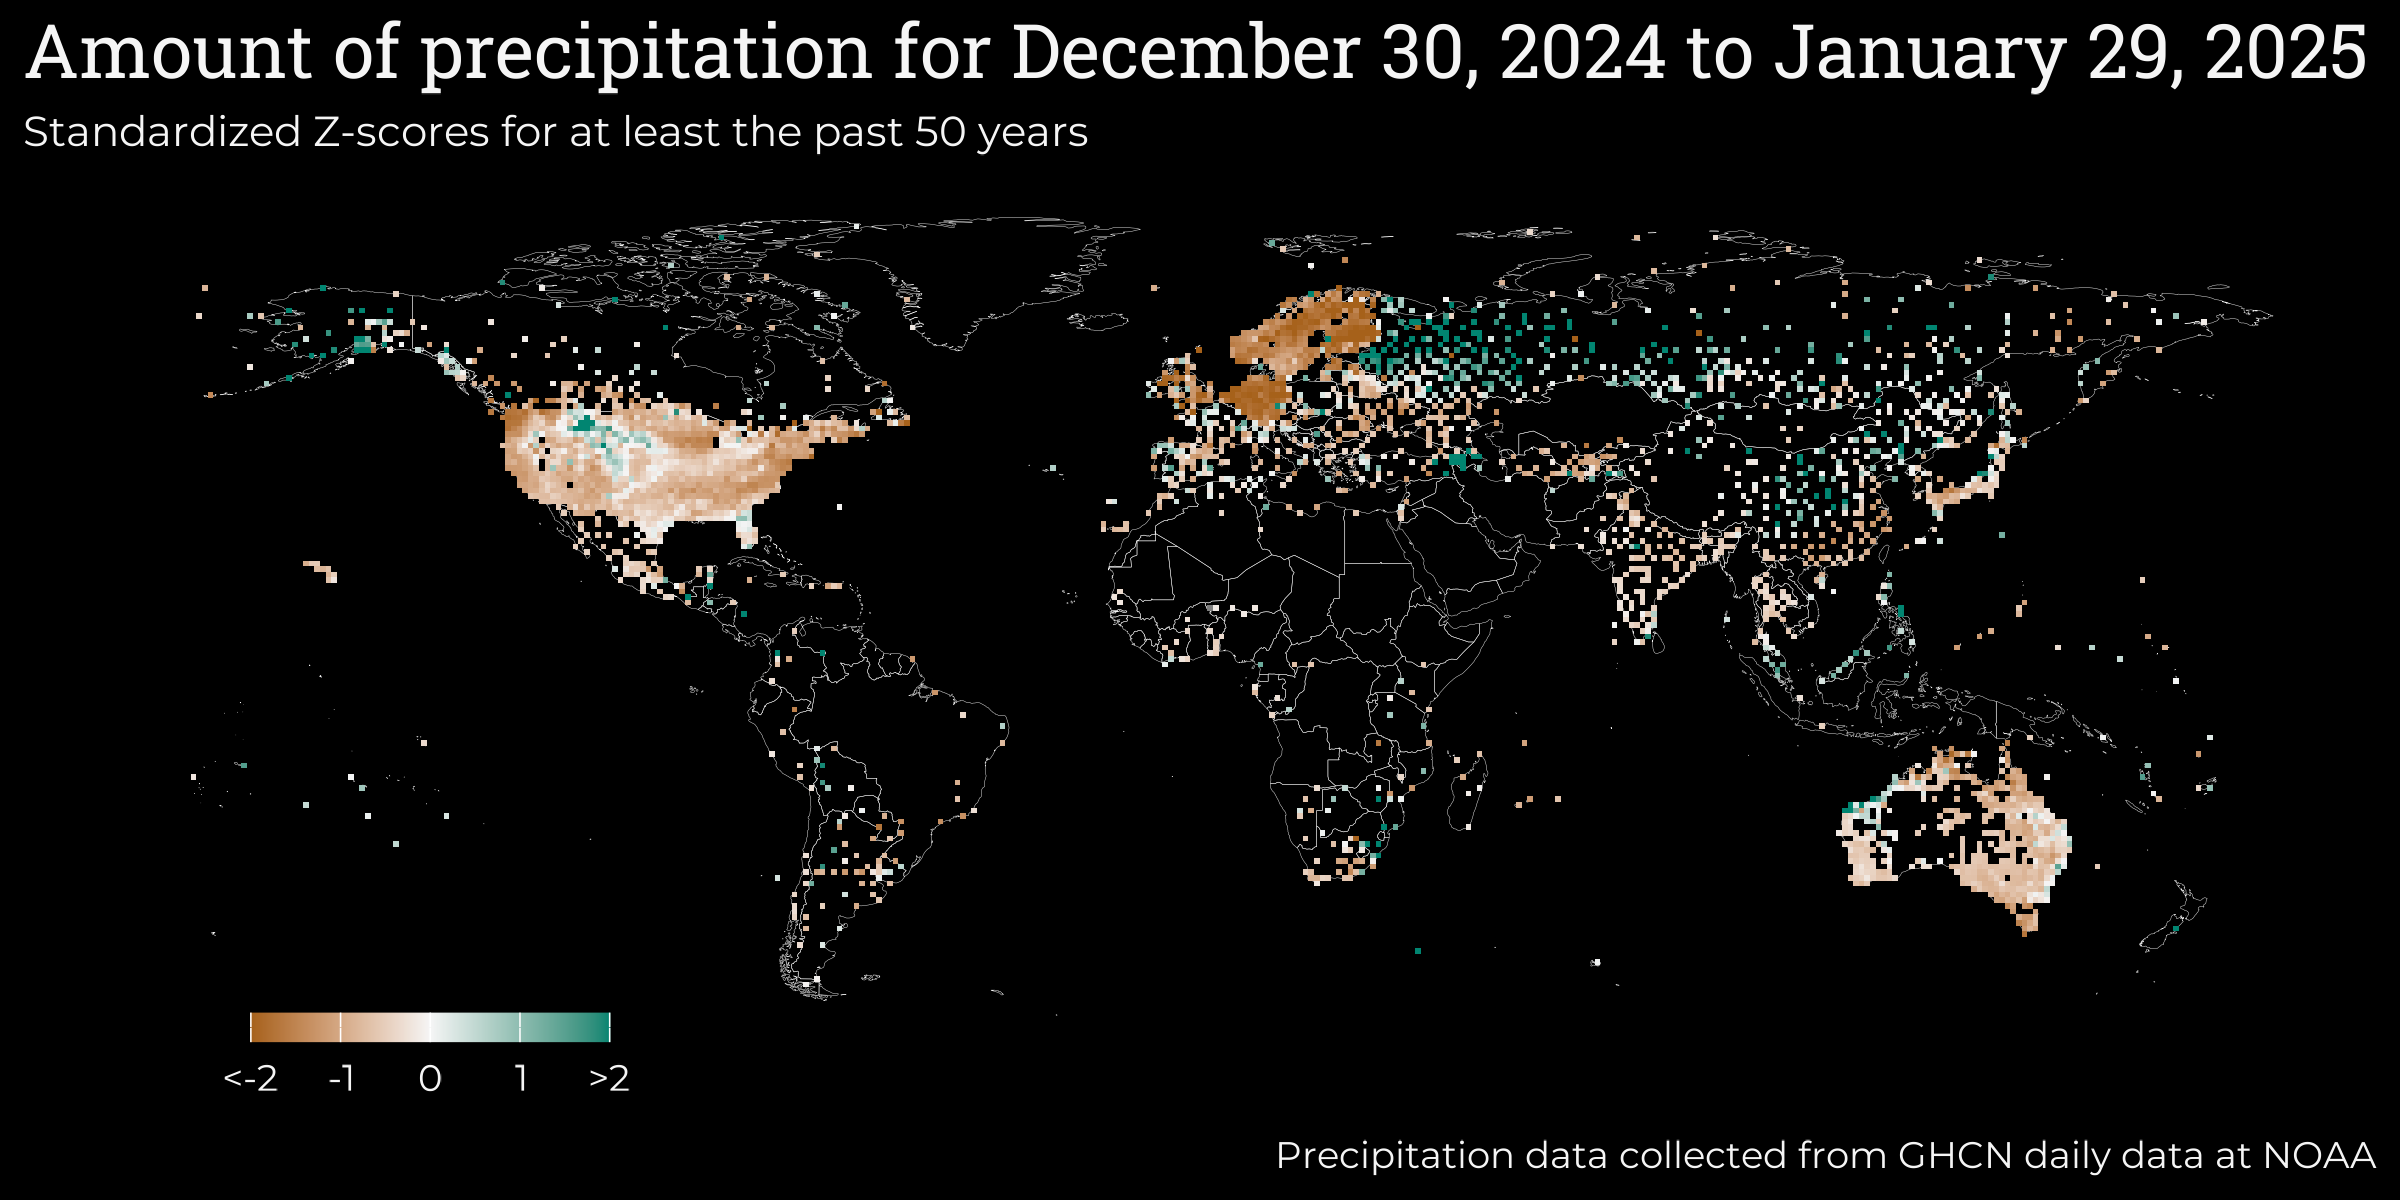 Amount of precipitation for December 30, 2024 to January 29, 2025
Standardized Z-scores for at least the past 50 years
<-2 -1 0 1 >2
Precipitation data collected from GHCN daily data at NOAA